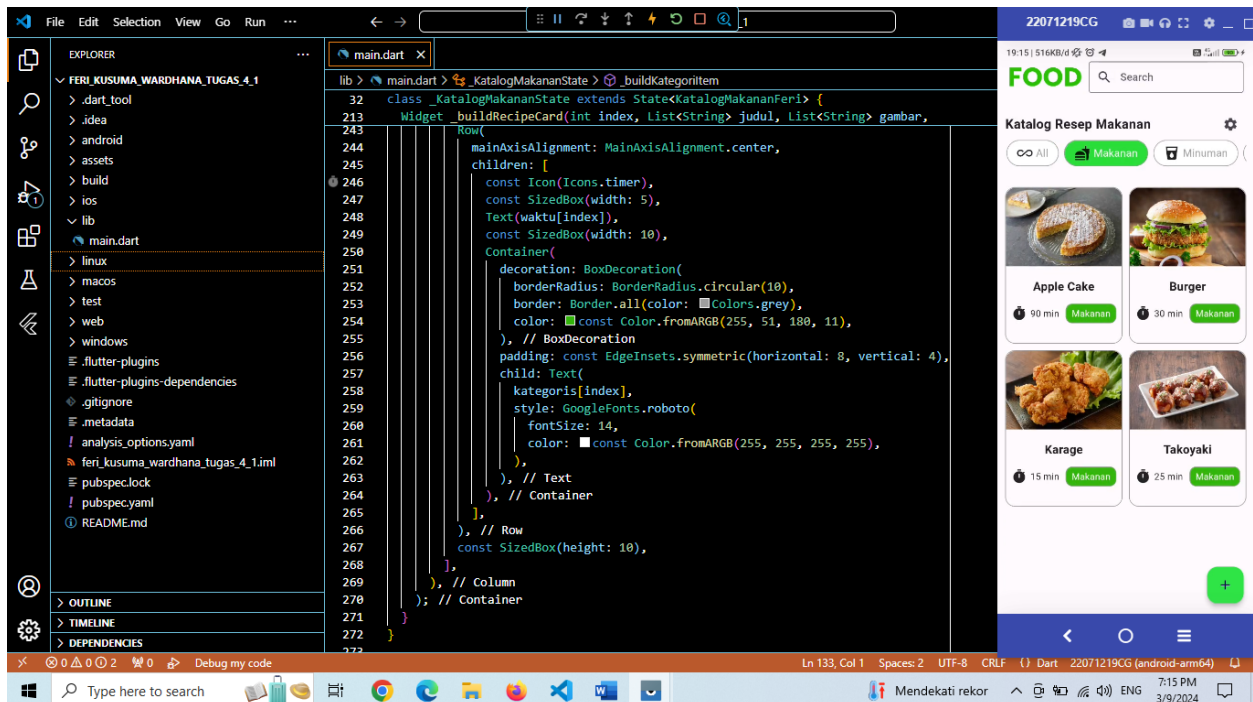 File Edit Selection View Go Run ···
_1
22071219CG
EXPLORER
FERI_KUSUMA_WARDHANA_TUGAS_4_1
.dart_tool
.idea
android
assets
build
ios
lib
main.dart
linux
macos
test
web
windows
.flutter-plugins
.flutter-plugins-dependencies
.gitignore
.metadata
analysis_options.yaml
feri_kusuma_wardhana_tugas_4_1.iml
pubspec.lock
pubspec.yaml
README.md
OUTLINE
TIMELINE
DEPENDENCIES
1
main.dart
lib > main.dart > _KatalogMakananState > _buildKategoriItem
32 class _KatalogMakananState extends State<KatalogMakananFeri> {
213 Widget _buildRecipeCard(int index, List<String> judul, List<String> gambar,
243 Row(
244 mainAxisAlignment: MainAxisAlignment.center,
245 children: [
246 const Icon(Icons.timer),
247 const SizedBox(width: 5),
248 Text(waktu[index]),
249 const SizedBox(width: 10),
250 Container(
251 decoration: BoxDecoration(
252 borderRadius: BorderRadius.circular(10),
253 border: Border.all(color: Colors.grey),
254 color: const Color.fromARGB(255, 51, 180, 11),
255 ), // BoxDecoration
256 padding: const EdgeInsets.symmetric(horizontal: 8, vertical: 4),
257 child: Text(
258 kategoris[index],
259 style: GoogleFonts.roboto(
260 fontSize: 14,
261 color: const Color.fromARGB(255, 255, 255, 255),
262 ),
263 ), // Text
264 ), // Container
265 ],
266 ), // Row
267 const SizedBox(height: 10),
268 ],
269 ), // Column
270 ); // Container
271 }
272 }
273
19:15 | 516KB/d
FOOD
Search
Katalog Resep Makanan
All Makanan Minuman
Apple Cake Burger
90 min Makanan 30 min Makanan
Karage Takoyaki
15 min Makanan 25 min Makanan
+
0 0 2 0 Debug my code
Ln 133, Col 1 Spaces: 2 UTF-8 CRLF {} Dart 22071219CG (android-arm64)
Type here to search
Mendekati rekor
ENG
7:15 PM
3/9/2024